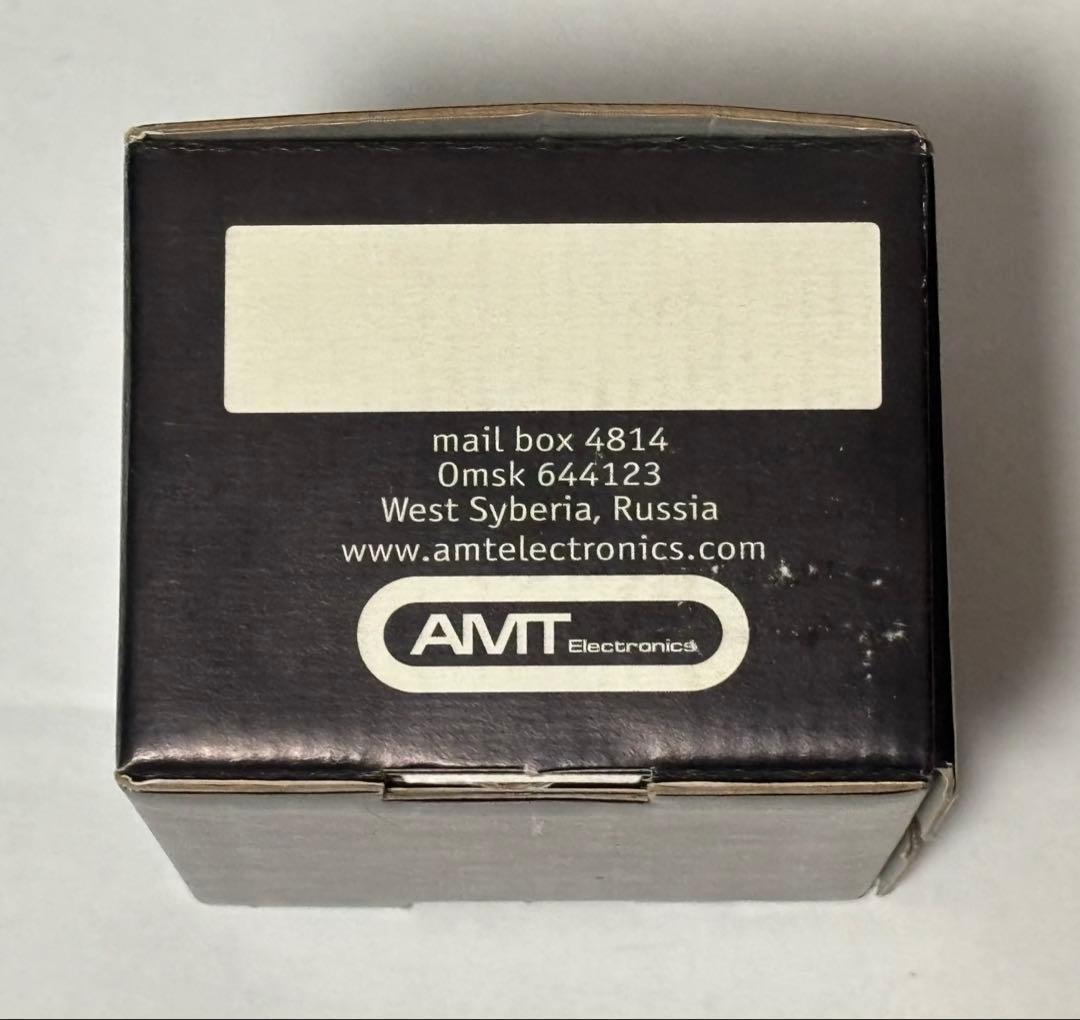 mail box 4814
Omsk 644123
West Syberia, Russia
www.amtelectronics.com
AMT Electronics